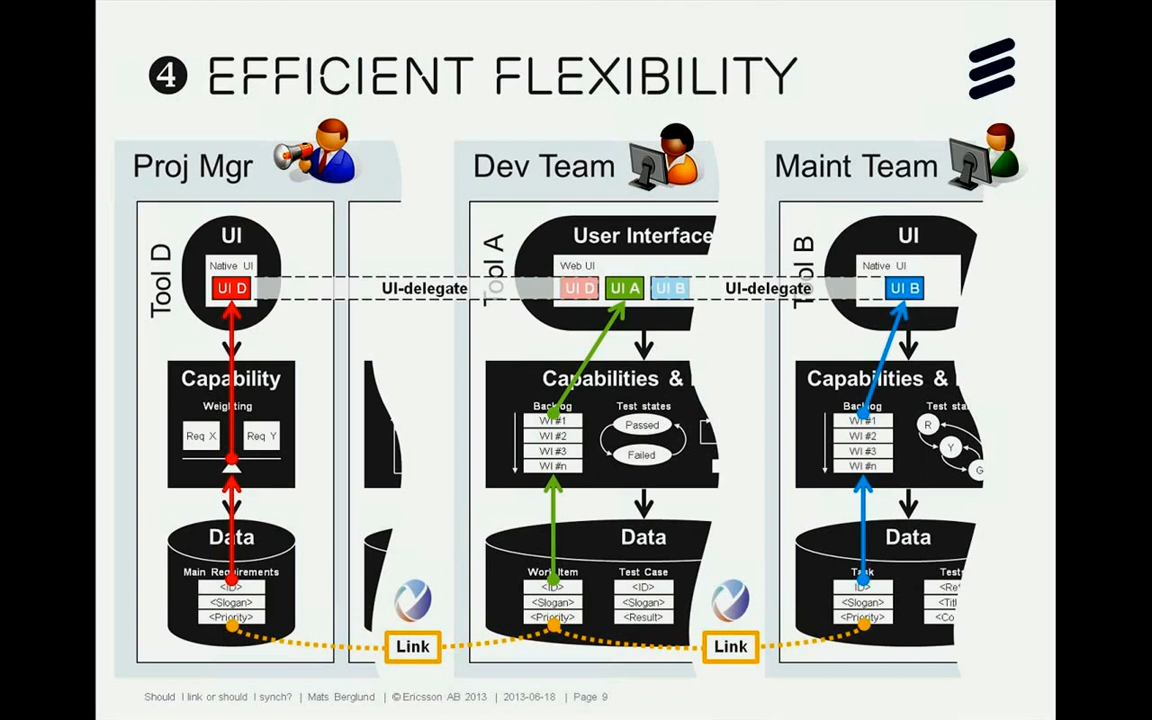 4 EFFICIENT FLEXIBILITY
Proj Mgr
Dev Team
Maint Team
Tool D
UI
Native UI
UI D
UI-delegate
Tool A
User Interface
Web UI
UI D
UI A
UI B
UI-delegate
Tool B
UI
Native UI
UI B
Capability
Weighting
Req X
Req Y
Capabilities &
Backlog
WI #1
WI #2
WI #3
WI #n
Test states
Passed
Failed
Capabilities &
Backlog
WI #1
WI #2
WI #3
WI #n
Test sta
R
Y
G
Data
Main Requirements
<ID>
<Slogan>
<Priority>
Data
Work Item
<ID>
<Slogan>
<Priority>
Test Case
<ID>
<Slogan>
<Result>
Data
Task
ID>
<Slogan>
<Priority>
Test
<Re
<Titl
<Co
Link
Link
Should I link or should I synch? | Mats Berglund | © Ericsson AB 2013 | 2013-06-18 | Page 9